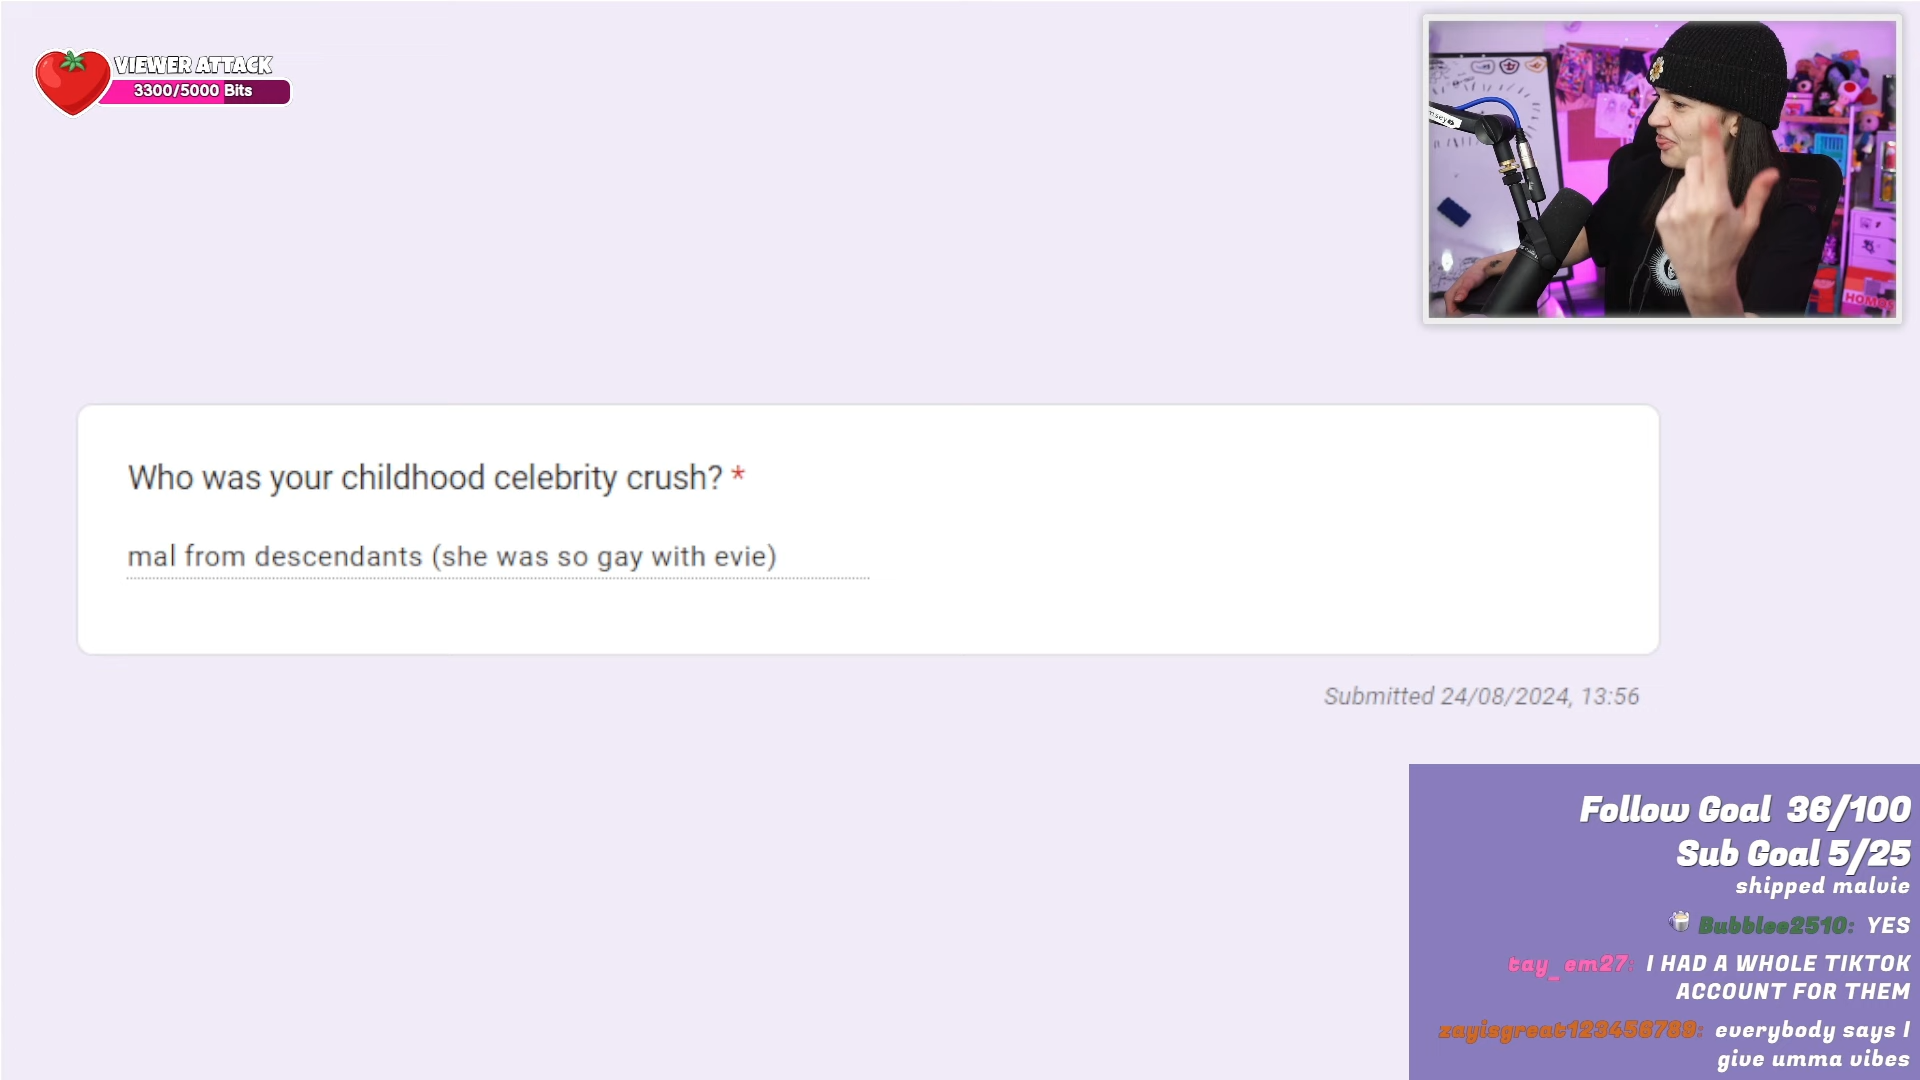 VIEWER ATTACK
3300/5000 Bits
HOMOS
Who was your childhood celebrity crush? *
mal from descendants (she was so gay with evie)
Submitted 24/08/2024, 13:56
Follow Goal 36/100
Sub Goal 5/25
shipped malvie
Bubblee2510: YES
tay_em27: I HAD A WHOLE TIKTOK
ACCOUNT FOR THEM
zayisgreat123456789: everybody says I
give umma vibes